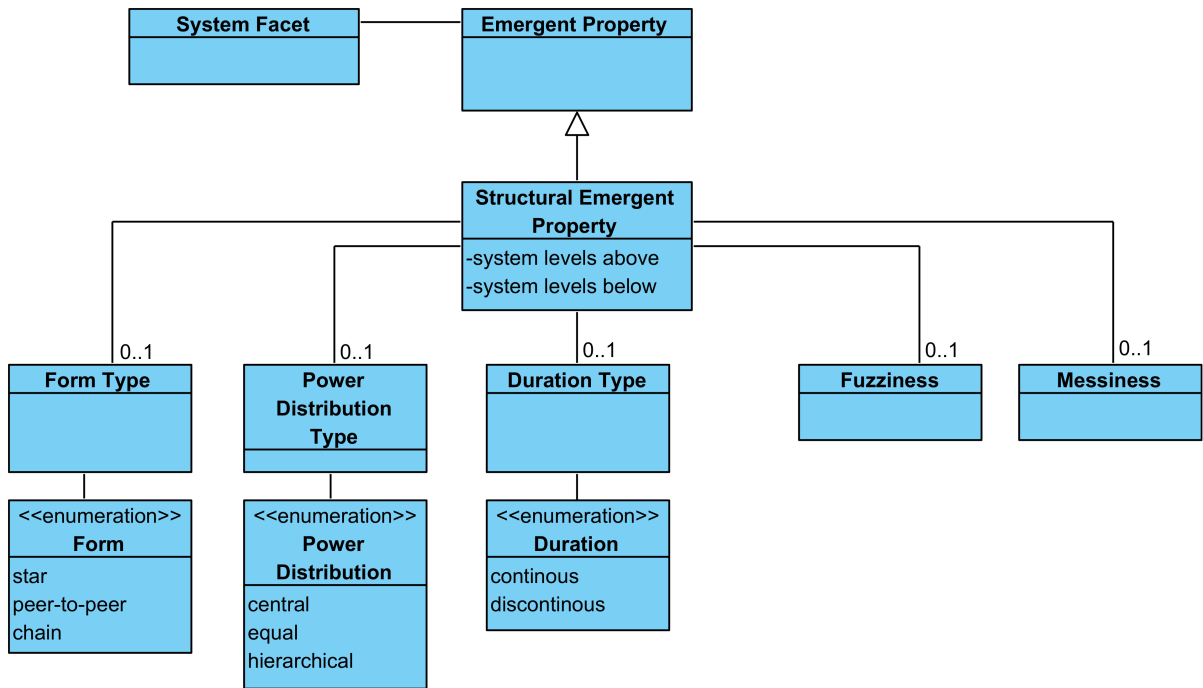 System Facet
Emergent Property
Structural Emergent
Property
-system levels above
-system levels below
0..1
0..1
0..1
0..1
0..1
Form Type
Power
Distribution
Type
Duration Type
Fuzziness
Messiness
<<enumeration>>
Form
star
peer-to-peer
chain
<<enumeration>>
Power
Distribution
central
equal
hierarchical
<<enumeration>>
Duration
continous
discontinous